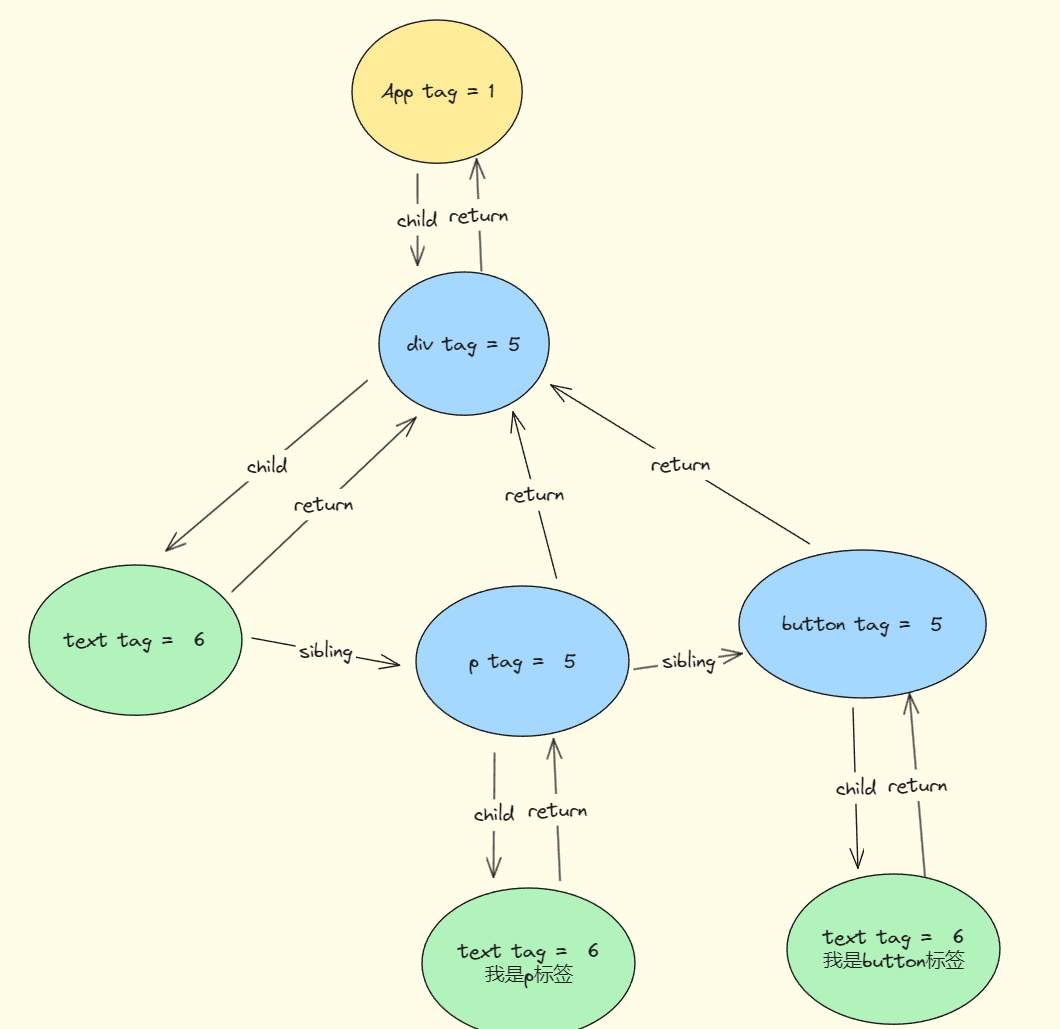 App tag = 1
child
return
div tag = 5
child
return
return
return
text tag = 6
sibling
p tag = 5
sibling
button tag = 5
child
return
child
return
text tag = 6
我是p标签
text tag = 6
我是button标签